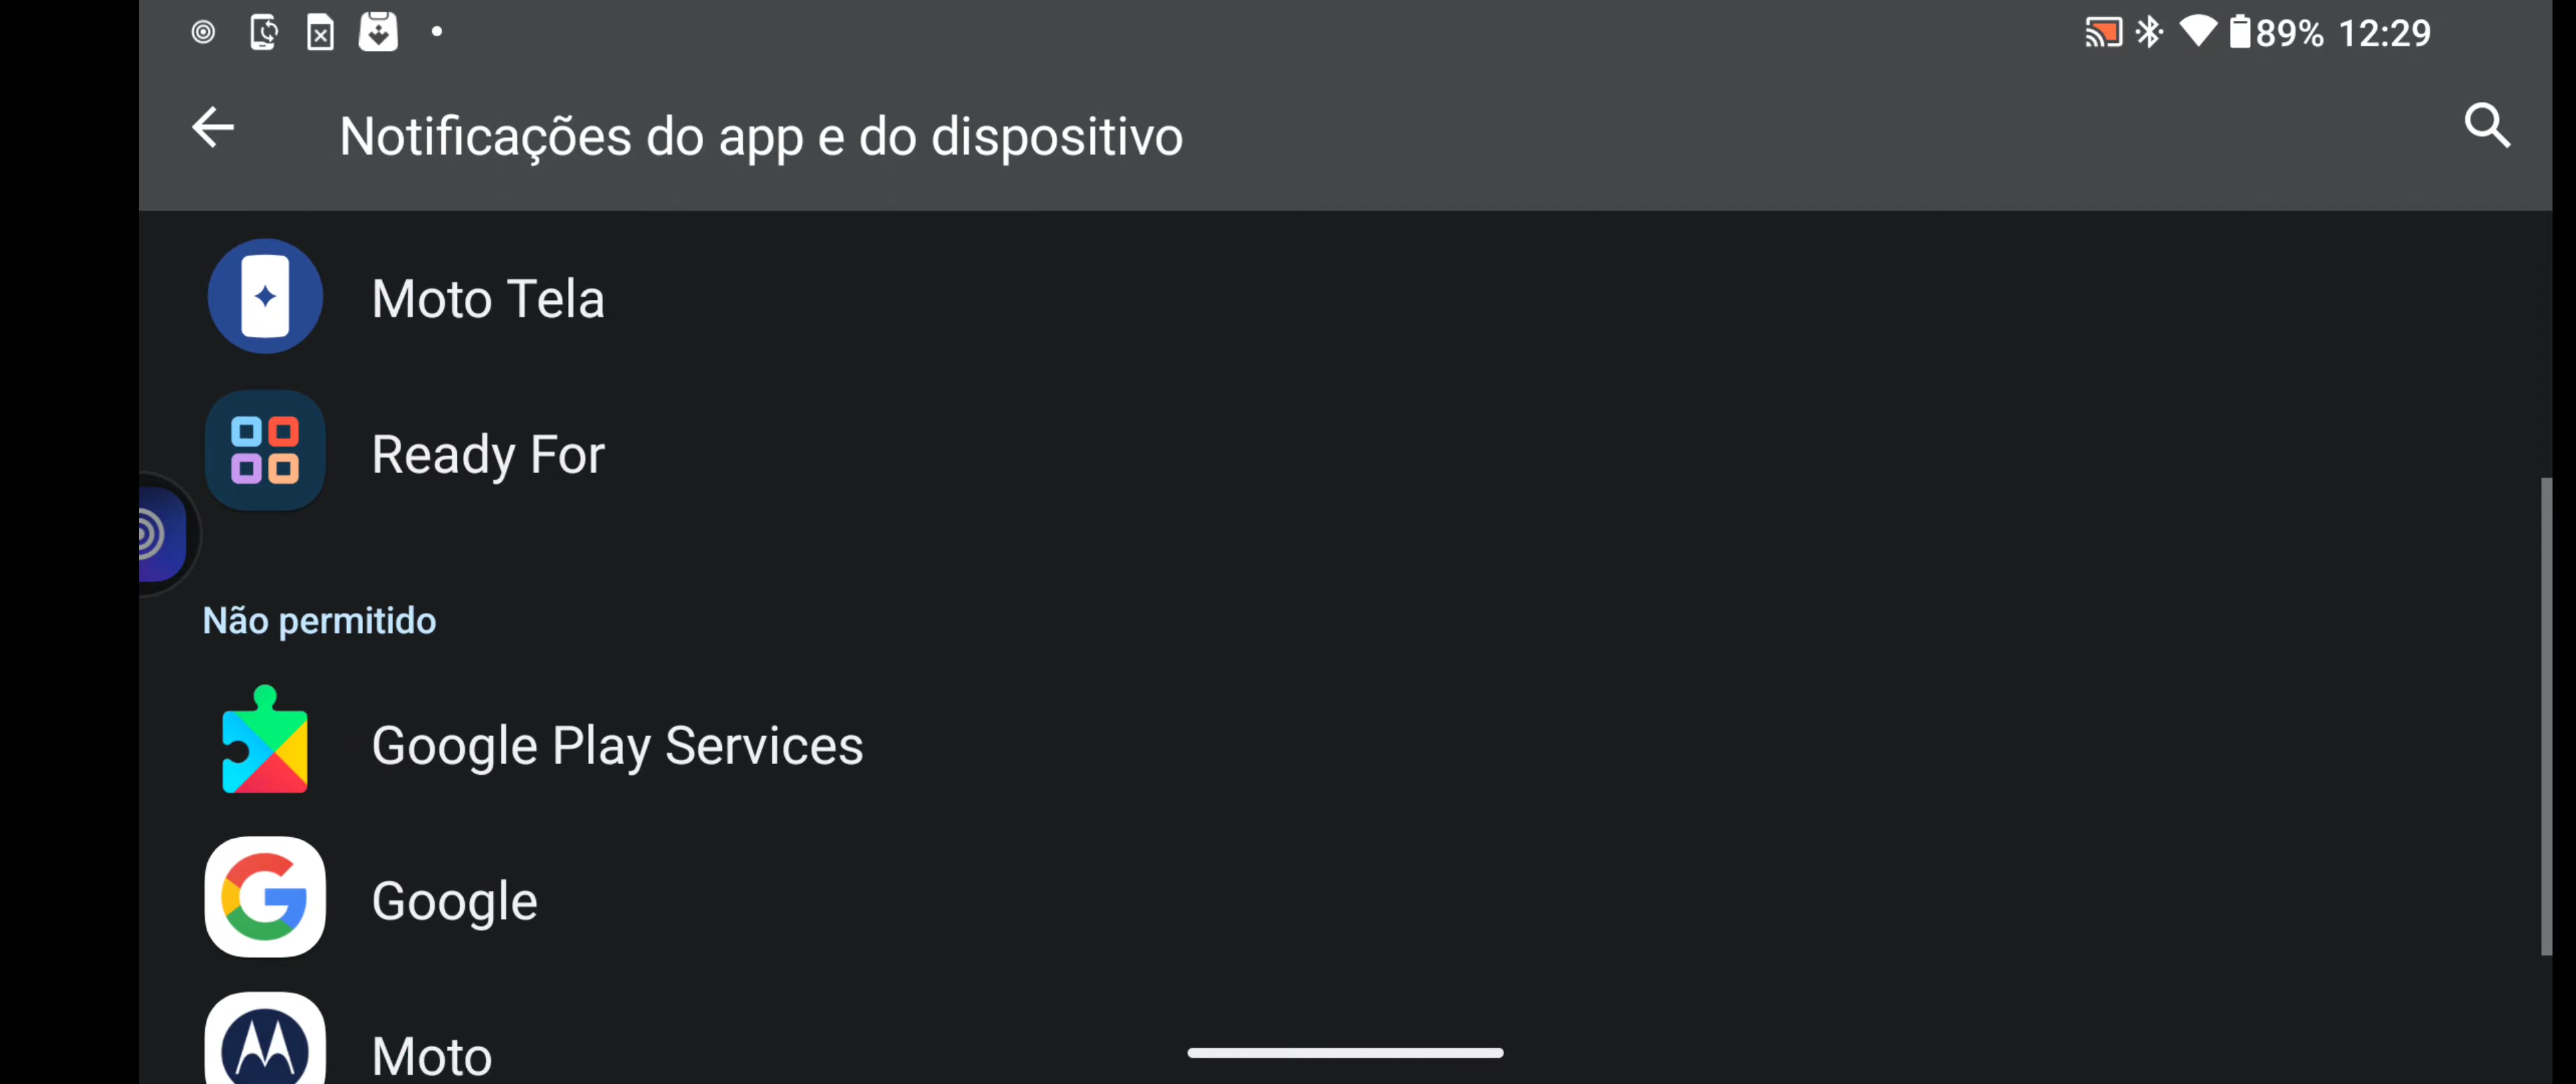 89% 12:29
Notificações do app e do dispositivo
Moto Tela
Ready For
Não permitido
Google Play Services
Google
Moto